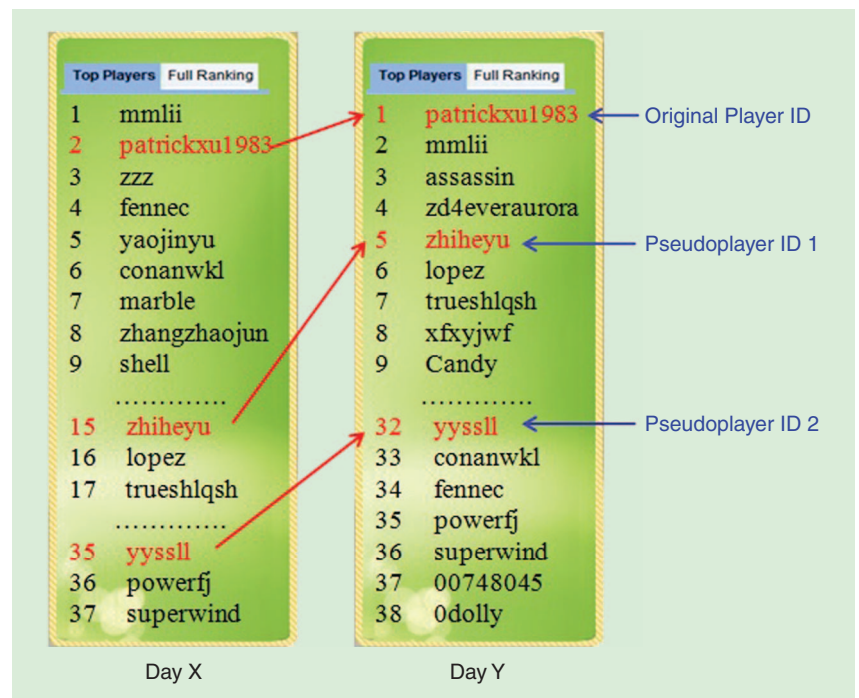 Top Players Full Ranking
1 mmlii
2 patrickxu1983
3 zzz
4 fennec
5 yaojinyu
6 conanwkl
7 marble
8 zhangzhaojun
9 shell
.............
15 zhiheyu
16 lopez
17 trueshlqsh
.............
35 yyssll
36 powerfj
37 superwind
Day X
Top Players Full Ranking
1 patrickxu1983
2 mmlii
3 assassin
4 zd4everaurora
5 zhiheyu
6 lopez
7 trueshlqsh
8 xfxyjwf
9 Candy
.............
32 yyssll
33 conanwkl
34 fennec
35 powerfj
36 superwind
37 00748045
38 0dolly
Day Y
Original Player ID
Pseudoplayer ID 1
Pseudoplayer ID 2